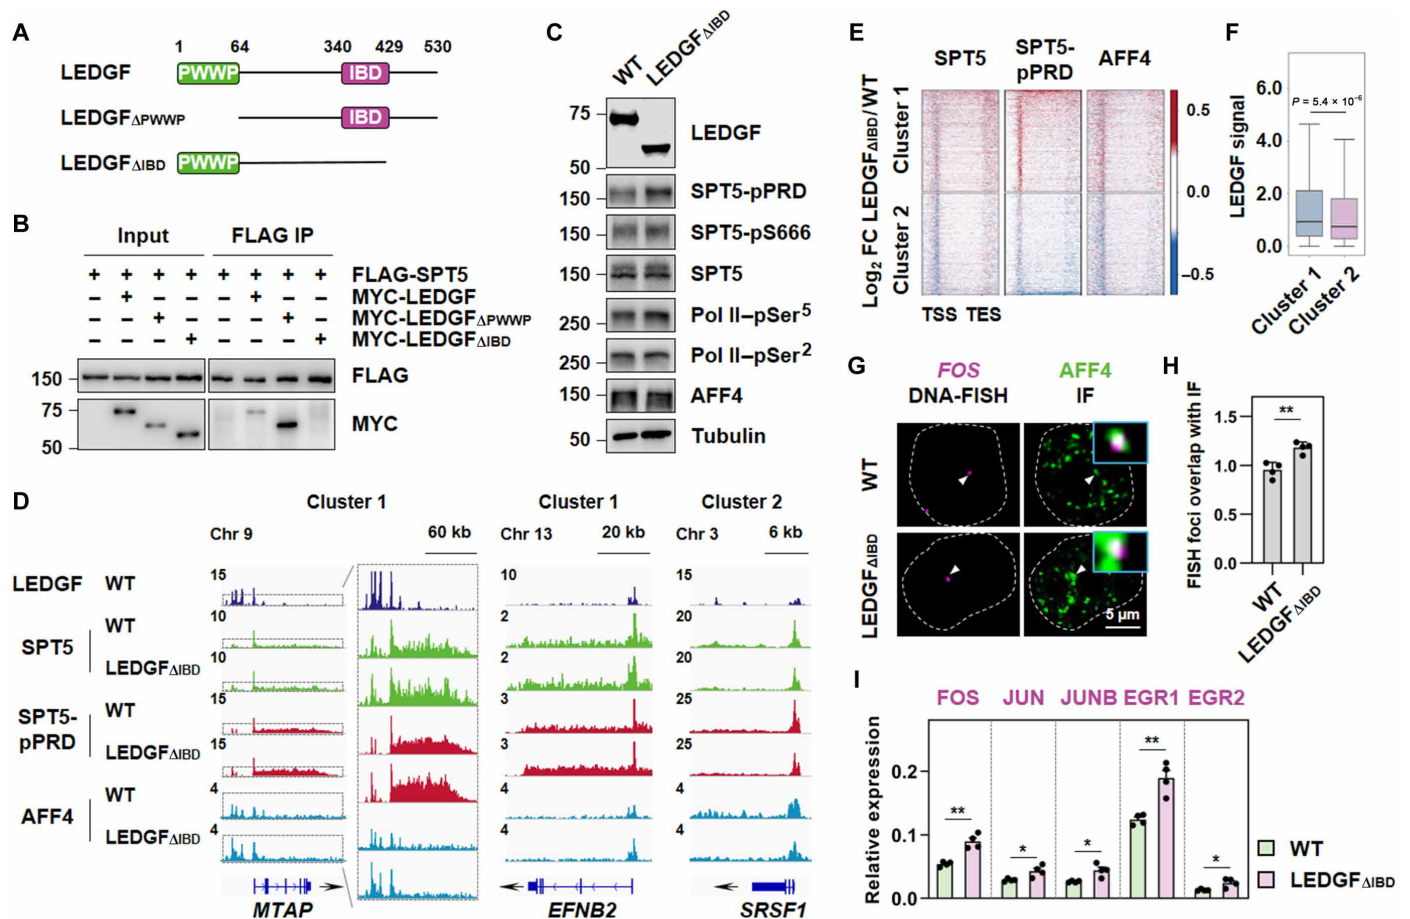 A
1 64 340 429 530
LEDGF PWWP IBD
LEDGFΔPWWP IBD
LEDGFΔIBD PWWP
B
Input FLAG IP
+ + + + + + + + FLAG-SPT5
– + – – – + – – MYC-LEDGF
– – + – – – + – MYC-LEDGFΔPWWP
– – – + – – – + MYC-LEDGFΔIBD
150 FLAG
75
50
MYC
C
WT LEDGFΔIBD
75
50
LEDGF
150 SPT5-pPRD
150 SPT5-pS666
150 SPT5
250 Pol II–pSer5
250 Pol II–pSer2
150 AFF4
50 Tubulin
D
Cluster 1 Cluster 1 Cluster 2
Chr 9 60 kb Chr 13 20 kb Chr 3 6 kb
LEDGF WT 15 10 15
SPT5 WT 10 2 20
LEDGFΔIBD 10 2 20
SPT5-
pPRD
WT 15 3 25
LEDGFΔIBD 15 3 25
AFF4 WT 4 4 4
LEDGFΔIBD 4 4 4
MTAP EFNB2 SRSF1
E
SPT5 SPT5-
pPRD
AFF4
Log2 FC LEDGFΔIBD/WT
Cluster 1
Cluster 2
0.5
0.0
–0.5
TSS TES
F
LEDGF signal
6.0
4.0
2.0
0.0
P = 5.4 × 10–6
Cluster 1
Cluster 2
G
FOS AFF4
DNA-FISH IF
WT
LEDGFΔIBD
5 μm
H
FISH foci overlap with IF
1.5
1.0
1.5
0.0
**
WT
LEDGFΔIBD
I
FOS JUN JUNB EGR1 EGR2
Relative expression
0.2
0.1
0.0
** * * ** *
WT
LEDGFΔIBD